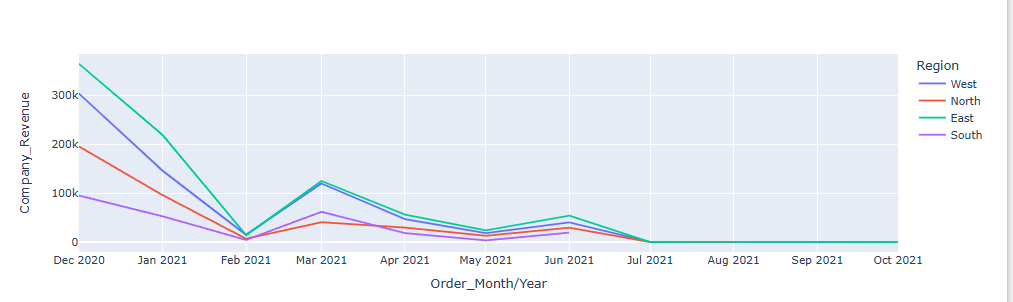 Region
West
North
East
South
Company_Revenue
300k
200k
100k
0
Dec 2020 Jan 2021 Feb 2021 Mar 2021 Apr 2021 May 2021 Jun 2021 Jul 2021 Aug 2021 Sep 2021 Oct 2021
Order_Month/Year